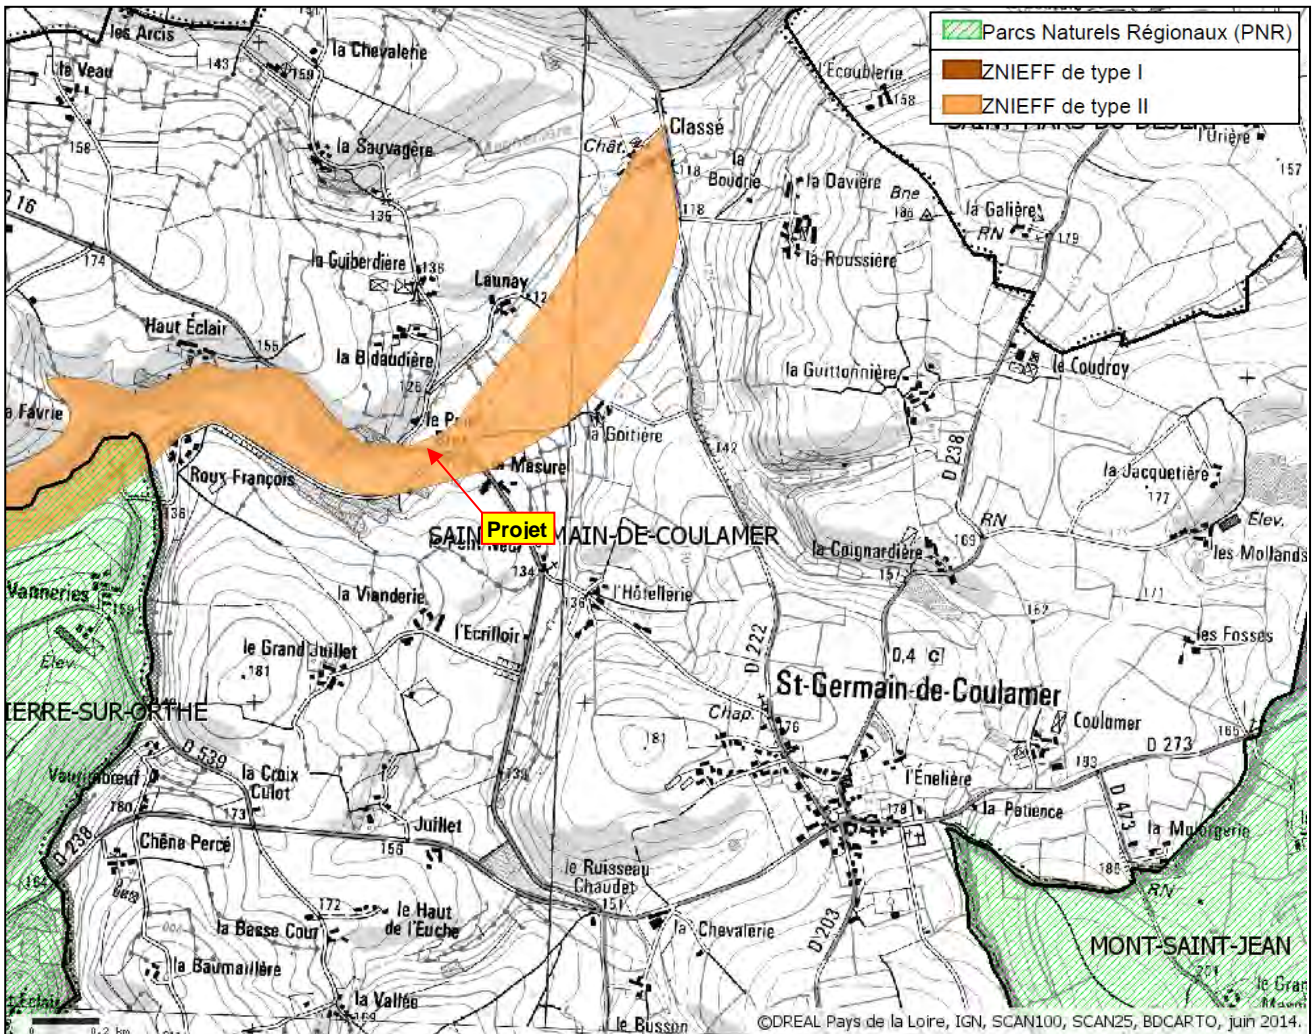 Parcs Naturels Régionaux (PNR)
ZNIEFF de type I
ZNIEFF de type II
les Arcis
143
159
la Chevalerie
le Veau
158
la Sauvagère
135
Classé
Chât.
118
la Boudrie
118
la Davière
l'Ecoublerie
158
l'Urière
157
Bne
la Galière
RN
179
la Roussière
D 16
174
la Guiberdière
136
Launay
Haut Éclair
155
la Bidaudière
126
la Guittonnière
le Coudray
la Goitière
142
D 238
Roux François
138
la Masure
la Jacquetière
177
Élev.
RN
169
les Mollands
Projet
MAIN-DE-COULAMER
134
la Coignardière
157
171
162
Vanneries
159
Élev.
la Vianderie
l'Ecrilloir
136
l'Hôtellerie
le Grand Juillet
181
D 222
D.4
C
les Fosses
IERRE-SUR-ORTHE
St-Germain-de-Coulamer
Chap.
176
Coulamer
D 273
165
193
181
D 539
la Croix
Culot
173
139
l'Énelière
178
la Patience
D 473
180
D 238
Chêne Percé
Juillet
156
164
le Ruisseau
Chaudet
151
186
RN
172
la Basse Cour
le Haut
de l'Euche
la Chevalerie
D 203
MONT-SAINT-JEAN
la Baumaillère
la Vallée
le Busson
0
0.2 km
©DREAL Pays de la Loire, IGN, SCAN100, SCAN25, BDCARTO, juin 2014.